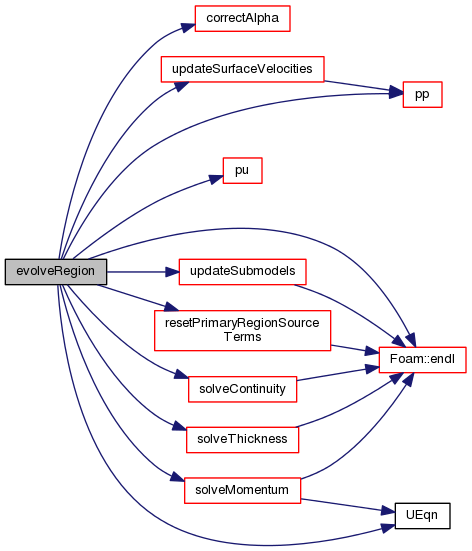 correctAlpha
updateSurfaceVelocities
pp
pu
evolveRegion
updateSubmodels
resetPrimaryRegionSource
Terms
Foam::endl
solveContinuity
solveThickness
solveMomentum
UEqn